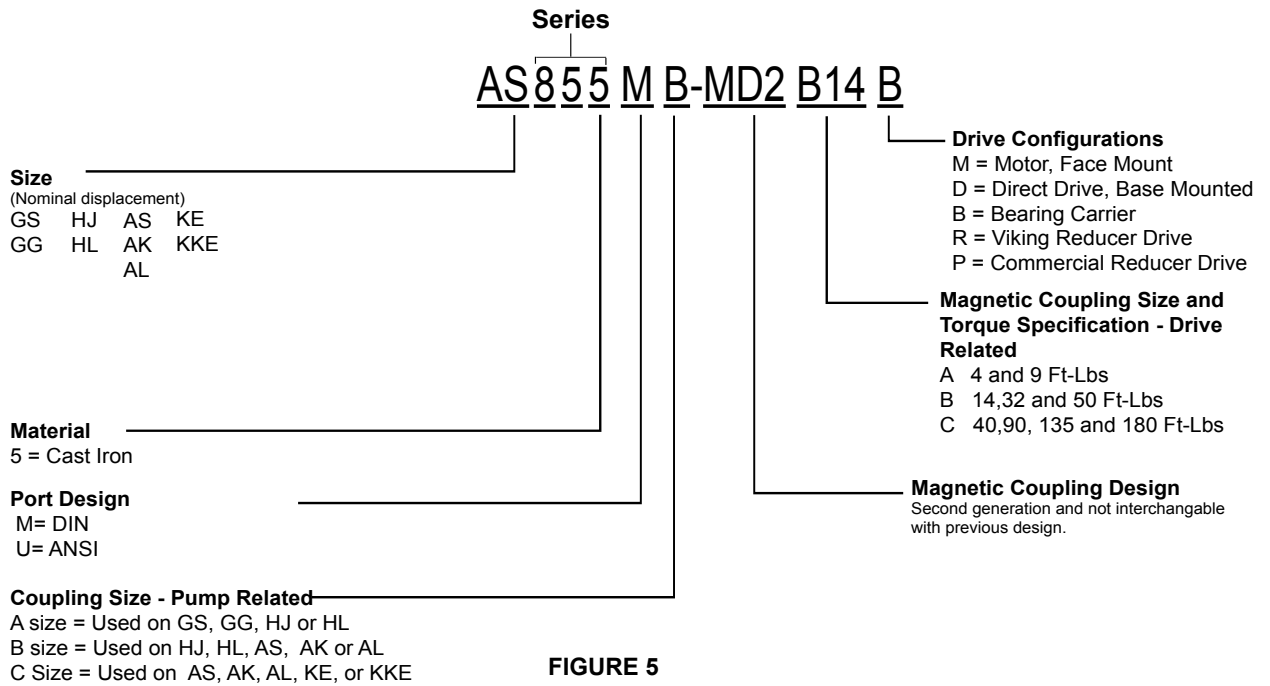 Series
AS855MB-MD2 B14 B
Size
(Nominal displacement)
GS HJ AS KE
GG HL AK KKE
AL
Material
5 = Cast Iron
Port Design
M= DIN
U= ANSI
Coupling Size - Pump Related
A size = Used on GS, GG, HJ or HL
B size = Used on HJ, HL, AS, AK or AL
C Size = Used on AS, AK, AL, KE, or KKE
Drive Configurations
M = Motor, Face Mount
D = Direct Drive, Base Mounted
B = Bearing Carrier
R = Viking Reducer Drive
P = Commercial Reducer Drive
Magnetic Coupling Size and
Torque Specification - Drive
Related
A 4 and 9 Ft-Lbs
B 14,32 and 50 Ft-Lbs
C 40,90, 135 and 180 Ft-Lbs
Magnetic Coupling Design
Second generation and not interchangable
with previous design.
FIGURE 5